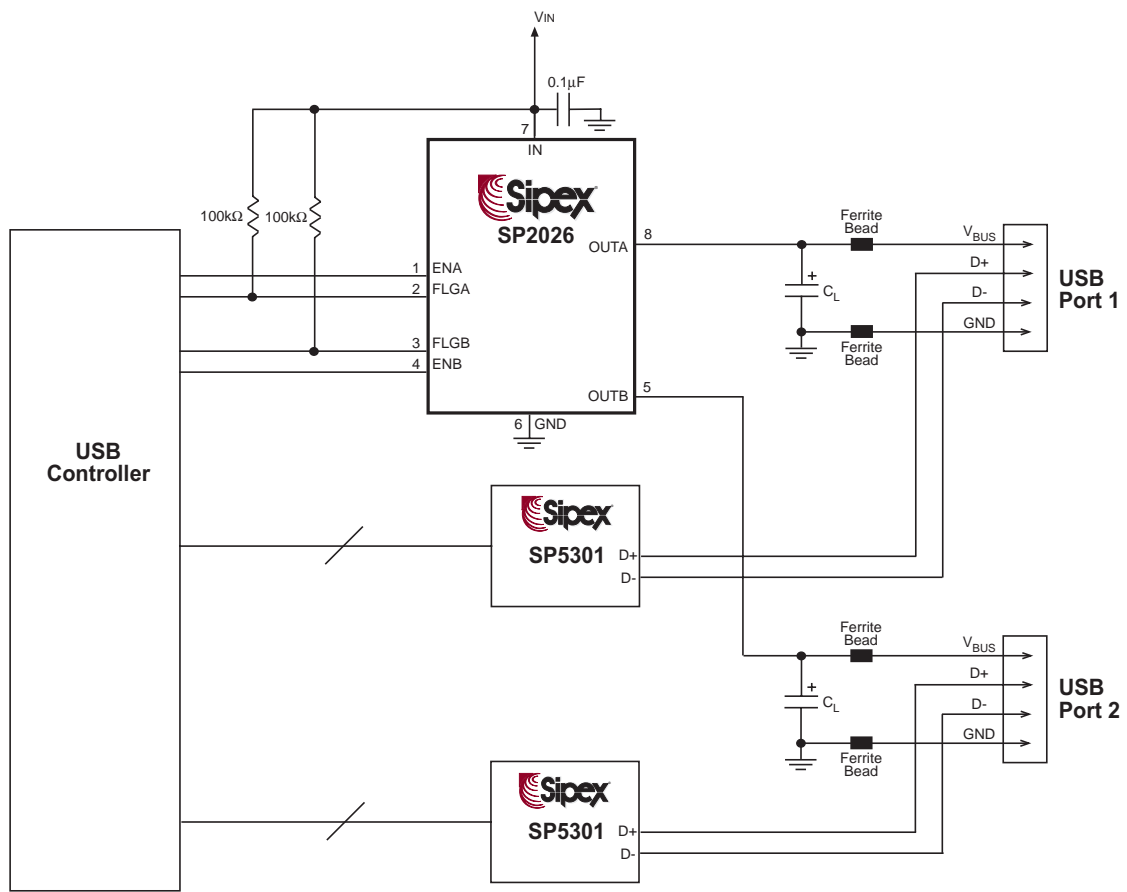 VIN
0.1µF
7
IN
Sipex
SP2026
100kΩ
100kΩ
1
ENA
2
FLGA
3
FLGB
4
ENB
OUTA
8
OUTB
5
6
GND
Ferrite
Bead
VBUS
D+
D-
GND
+
CL
Ferrite
Bead
USB
Port 1
USB
Controller
Sipex
SP5301
D+
D-
Ferrite
Bead
VBUS
D+
D-
GND
+
CL
Ferrite
Bead
USB
Port 2
Sipex
SP5301
D+
D-